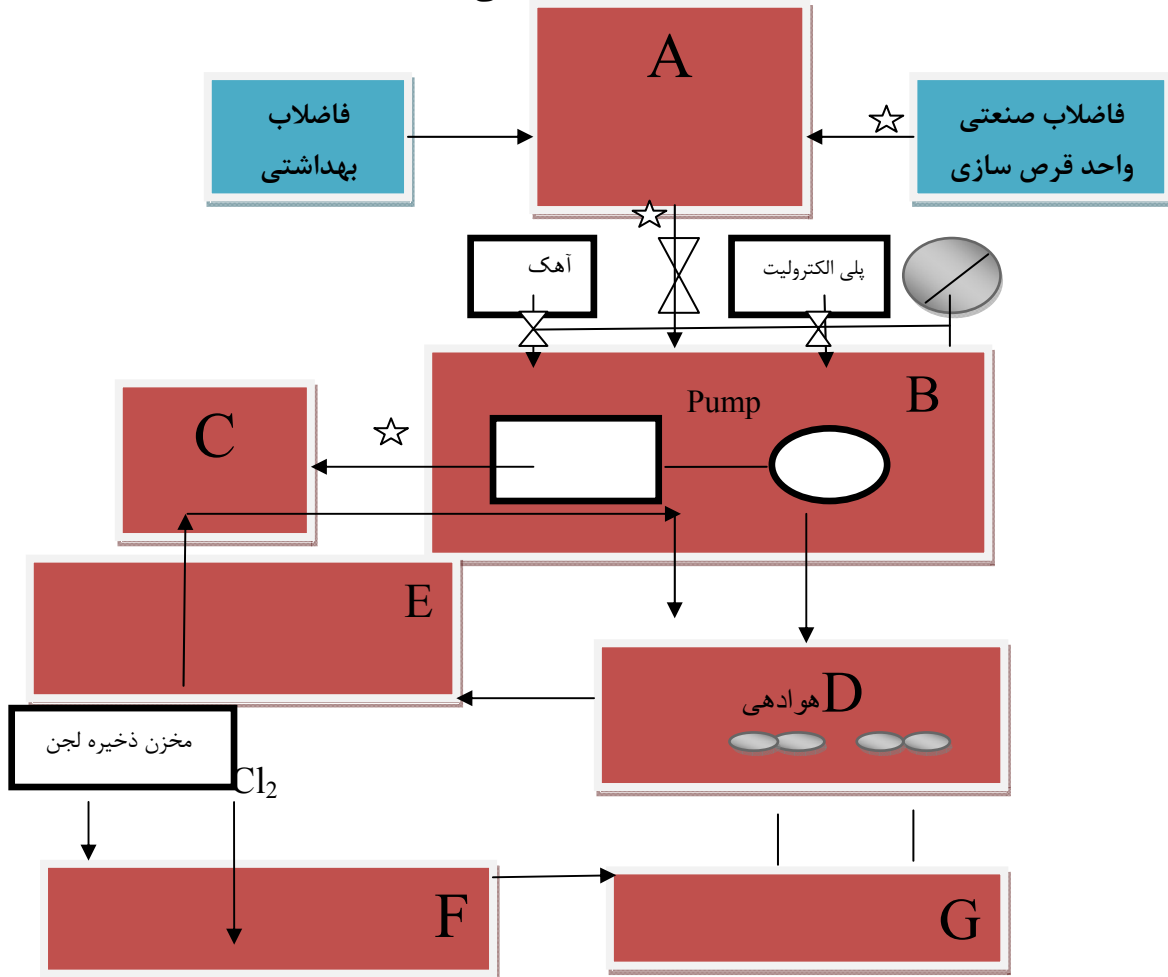 A
فاضلاب
بهداشتی
فاضلاب صنعتی
واحد قرص سازی
آهک
پلی الکترولیت
B
Pump
C
E
D هوادهی
مخزن ذخیره لجن
Cl₂
F
G